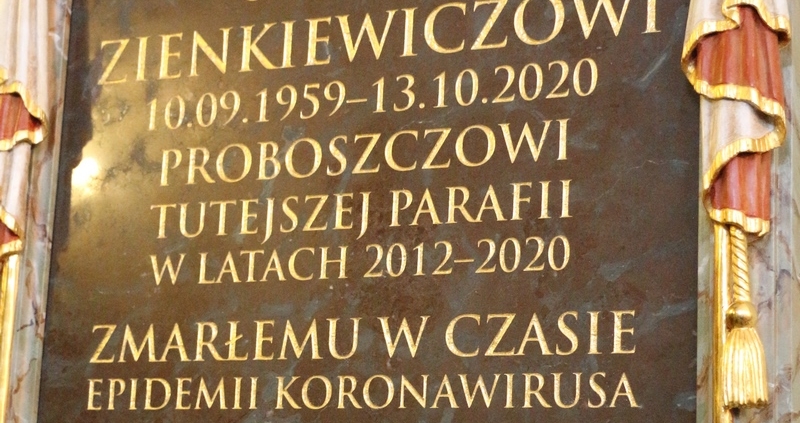 ZIENKIEWICZOWI
10.09.1959–13.10.2020
PROBOSZCZOWI
TUTEJSZEJ PARAFII
W LATACH 2012–2020
ZMARŁEMU W CZASIE
EPIDEMII KORONAWIRUSA